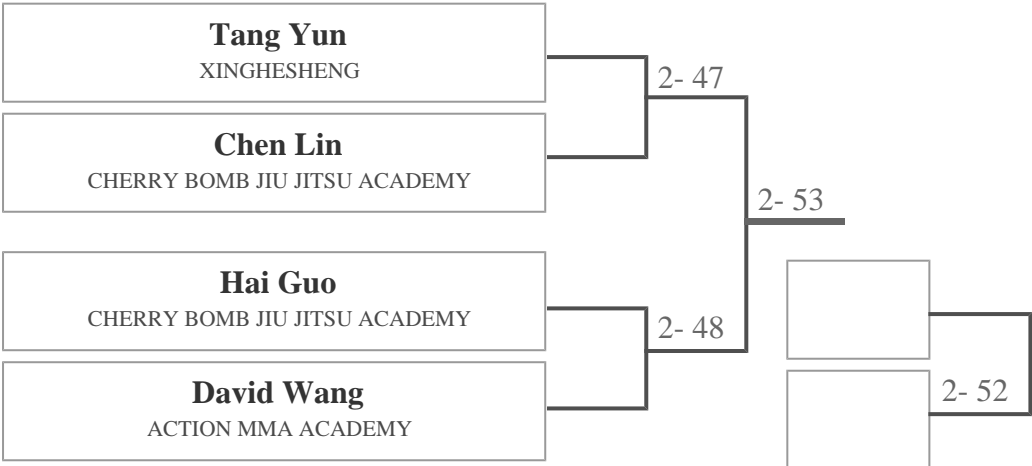 Tang Yun
XINGHESHENG
2- 47
Chen Lin
CHERRY BOMB JIU JITSU ACADEMY
2- 53
Hai Guo
CHERRY BOMB JIU JITSU ACADEMY
2- 48
David Wang
ACTION MMA ACADEMY
2- 52